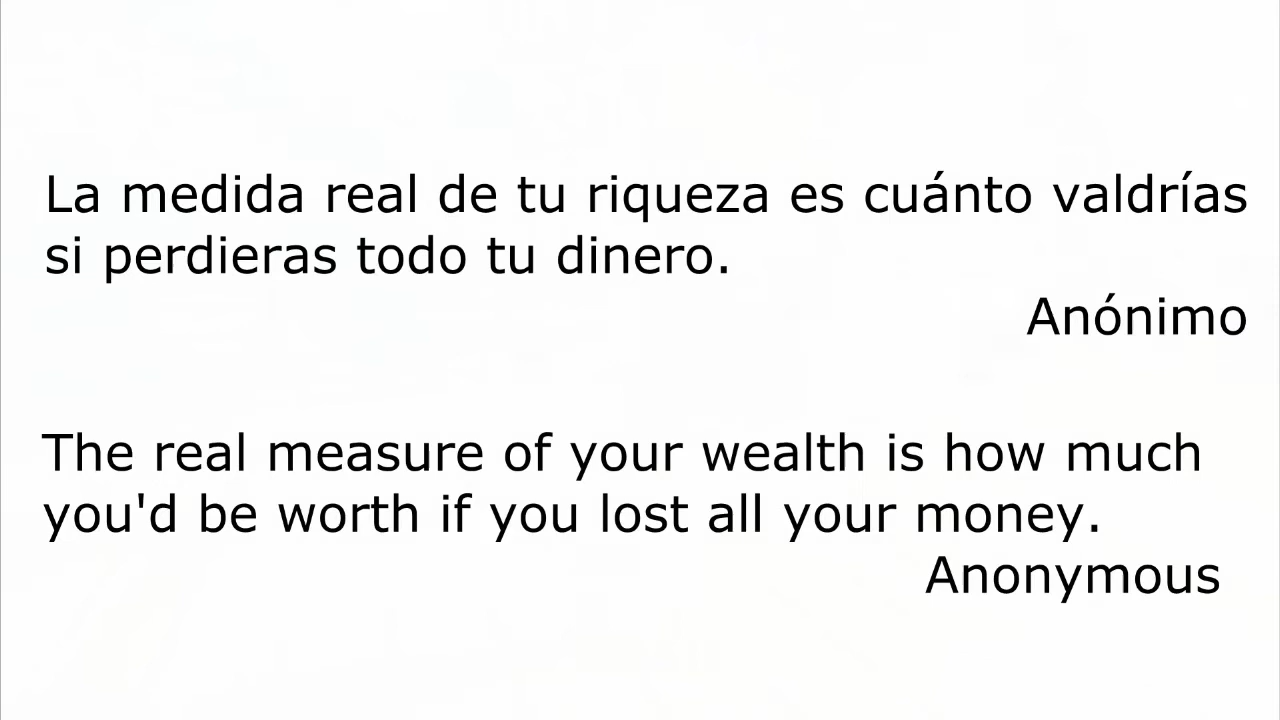 La medida real de tu riqueza es cuánto valdrías
si perdieras todo tu dinero.
Anónimo
The real measure of your wealth is how much
you'd be worth if you lost all your money.
Anonymous